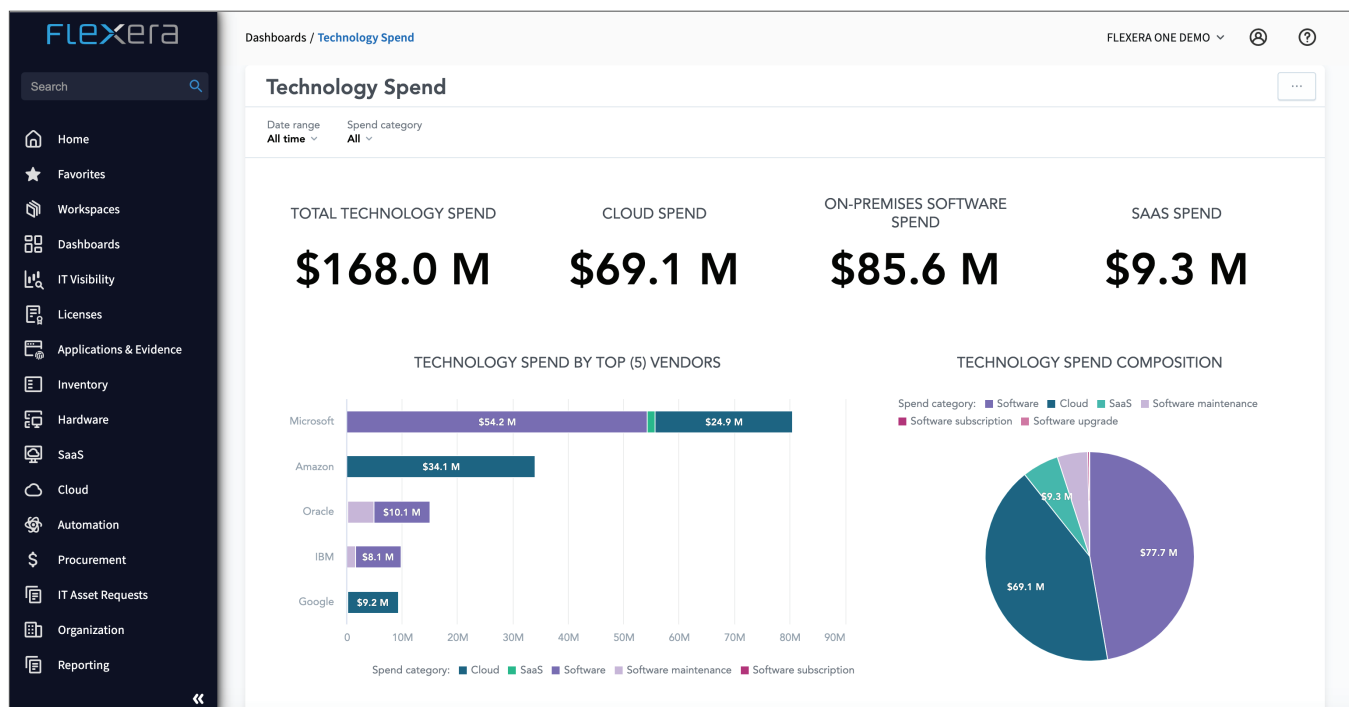 Flexera
Dashboards / Technology Spend
FLEXERA ONE DEMO
Search
Home
Favorites
Workspaces
Dashboards
IT Visibility
Licenses
Applications & Evidence
Inventory
Hardware
SaaS
Cloud
Automation
Procurement
IT Asset Requests
Organization
Reporting
Technology Spend
Date range
All time
Spend category
All
TOTAL TECHNOLOGY SPEND
$168.0 M
CLOUD SPEND
$69.1 M
ON-PREMISES SOFTWARE
SPEND
$85.6 M
SAAS SPEND
$9.3 M
TECHNOLOGY SPEND BY TOP (5) VENDORS
Microsoft
$54.2 M
$24.9 M
Amazon
$34.1 M
Oracle
$10.1 M
IBM
$8.1 M
Google
$9.2 M
0 10M 20M 30M 40M 50M 60M 70M 80M 90M
Spend category: Cloud SaaS Software Software maintenance Software subscription
TECHNOLOGY SPEND COMPOSITION
Spend category: Software Cloud SaaS Software maintenance
Software subscription Software upgrade
$9.3 M
$77.7 M
$69.1 M